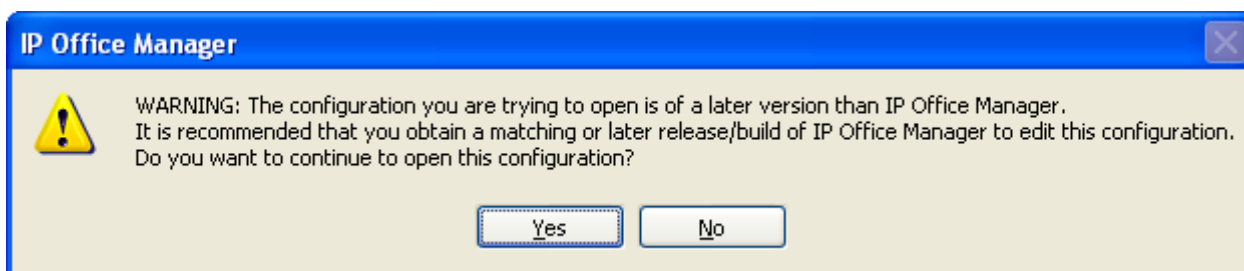 IP Office Manager
WARNING: The configuration you are trying to open is of a later version than IP Office Manager.
It is recommended that you obtain a matching or later release/build of IP Office Manager to edit this configuration.
Do you want to continue to open this configuration?
Yes No